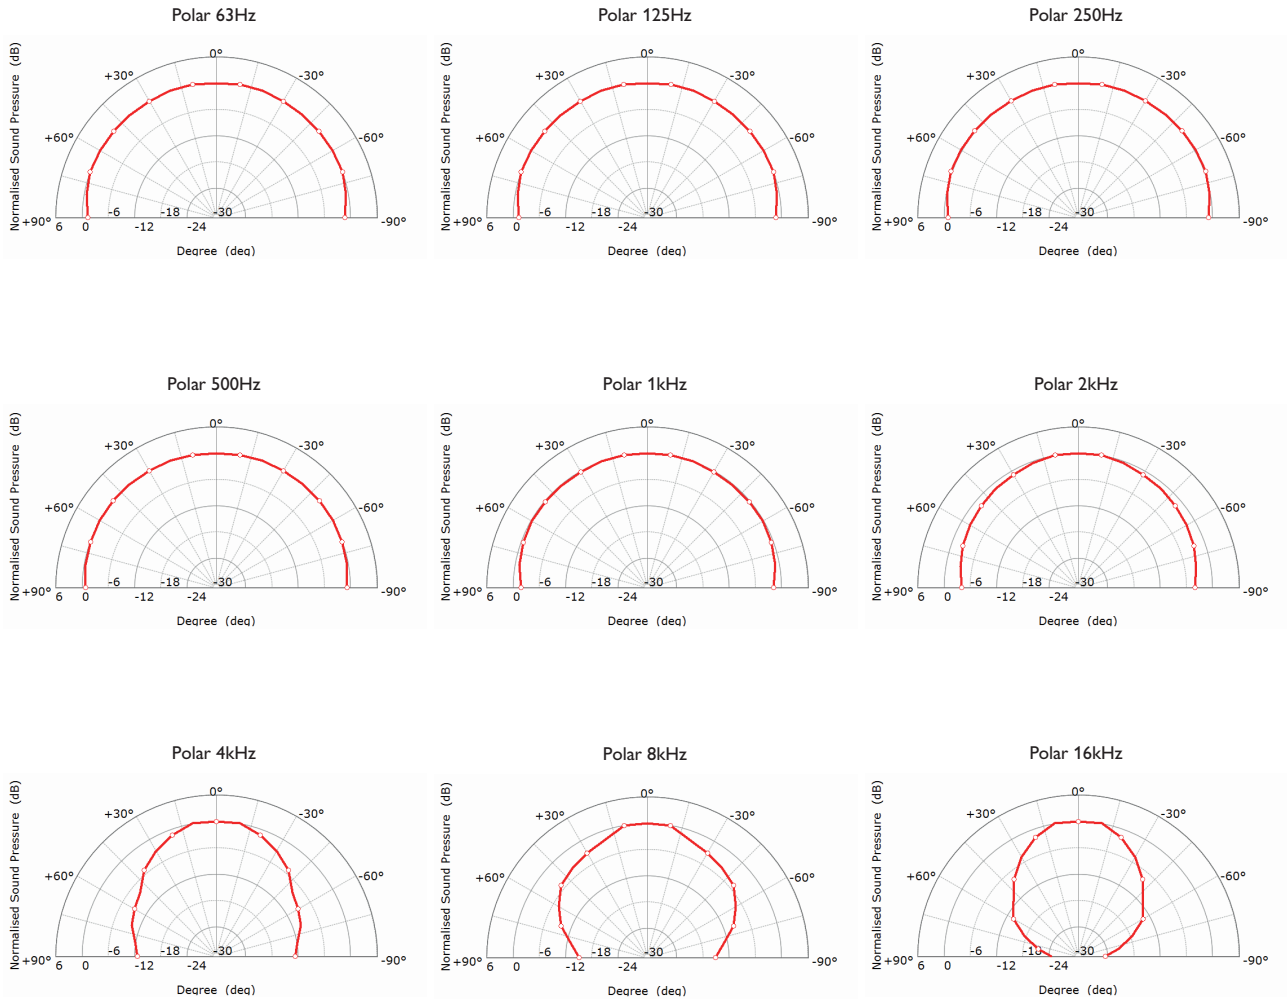 Polar 63Hz
Normalised Sound Pressure (dB)
0°
+30° -30°
+60° -60°
+90° -6 -18 -30 -90°
6 0 -12 -24
Degree (deg)
Polar 125Hz
Normalised Sound Pressure (dB)
0°
+30° -30°
+60° -60°
+90° -6 -18 -30 -90°
6 0 -12 -24
Degree (deg)
Polar 250Hz
Normalised Sound Pressure (dB)
0°
+30° -30°
+60° -60°
+90° -6 -18 -30 -90°
6 0 -12 -24
Degree (deg)
Polar 500Hz
Normalised Sound Pressure (dB)
0°
+30° -30°
+60° -60°
+90° -6 -18 -30 -90°
6 0 -12 -24
Degree (deg)
Polar 1kHz
Normalised Sound Pressure (dB)
0°
+30° -30°
+60° -60°
+90° -6 -18 -30 -90°
6 0 -12 -24
Degree (deg)
Polar 2kHz
Normalised Sound Pressure (dB)
0°
+30° -30°
+60° -60°
+90° -6 -18 -30 -90°
6 0 -12 -24
Degree (deg)
Polar 4kHz
Normalised Sound Pressure (dB)
0°
+30° -30°
+60° -60°
+90° -6 -18 -30 -90°
6 0 -12 -24
Degree (deg)
Polar 8kHz
Normalised Sound Pressure (dB)
0°
+30° -30°
+60° -60°
+90° -6 -18 -30 -90°
6 0 -12 -24
Degree (deg)
Polar 16kHz
Normalised Sound Pressure (dB)
0°
+30° -30°
+60° -60°
+90° -6 -18 -30 -90°
6 0 -12 -24
Degree (deg)